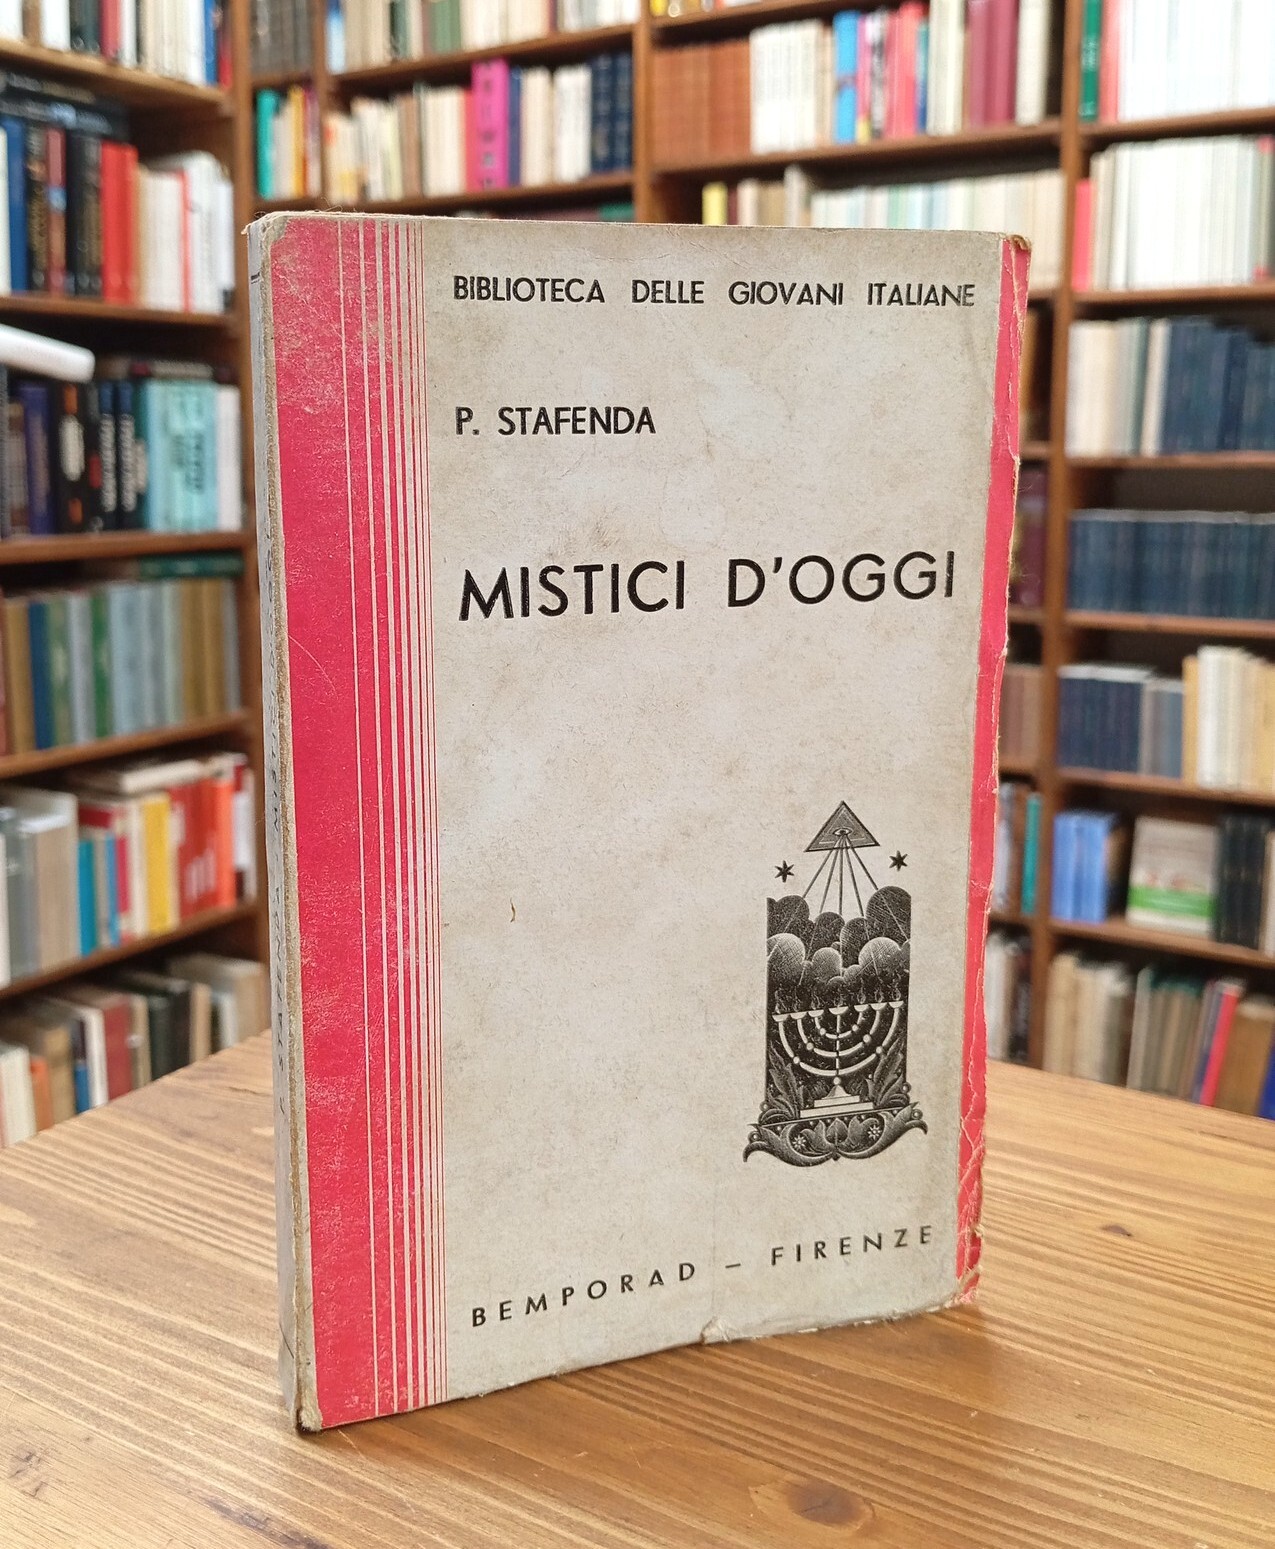 BIBLIOTECA DELLE GIOVANI ITALIANE
P. STAFENDA
MISTICI D'OGGI
BEMPORAD – FIRENZE